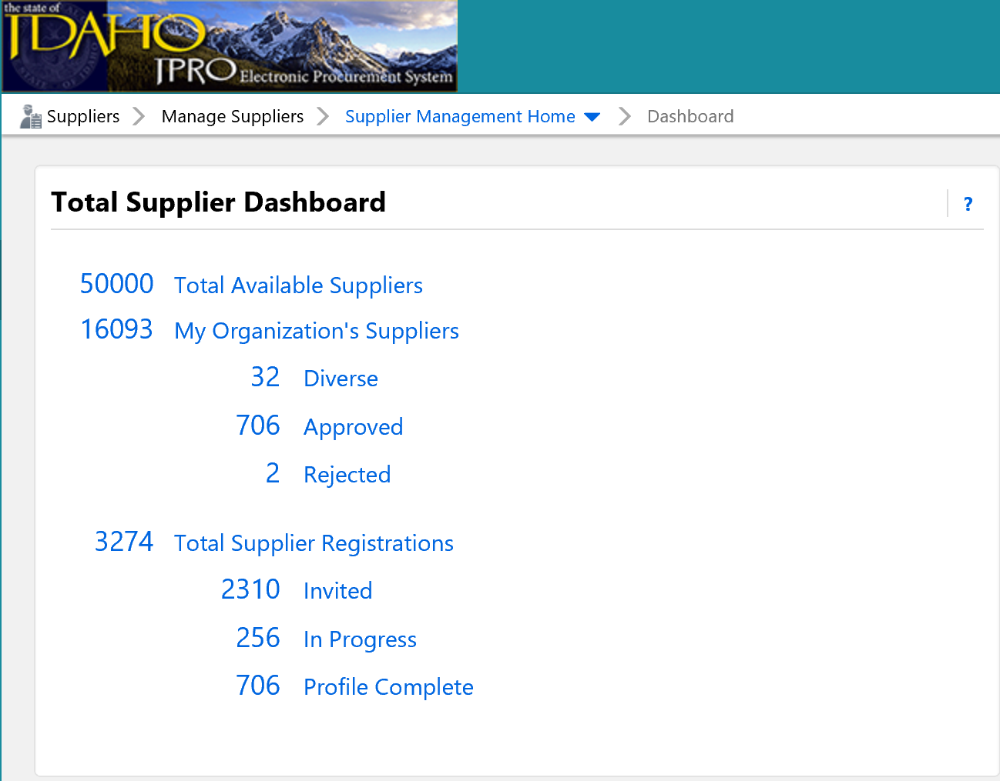 the state of
IDAHO
IPRO Electronic Procurement System
Suppliers Manage Suppliers Supplier Management Home Dashboard
Total Supplier Dashboard ?
50000 Total Available Suppliers
16093 My Organization's Suppliers
32 Diverse
706 Approved
2 Rejected
3274 Total Supplier Registrations
2310 Invited
256 In Progress
706 Profile Complete